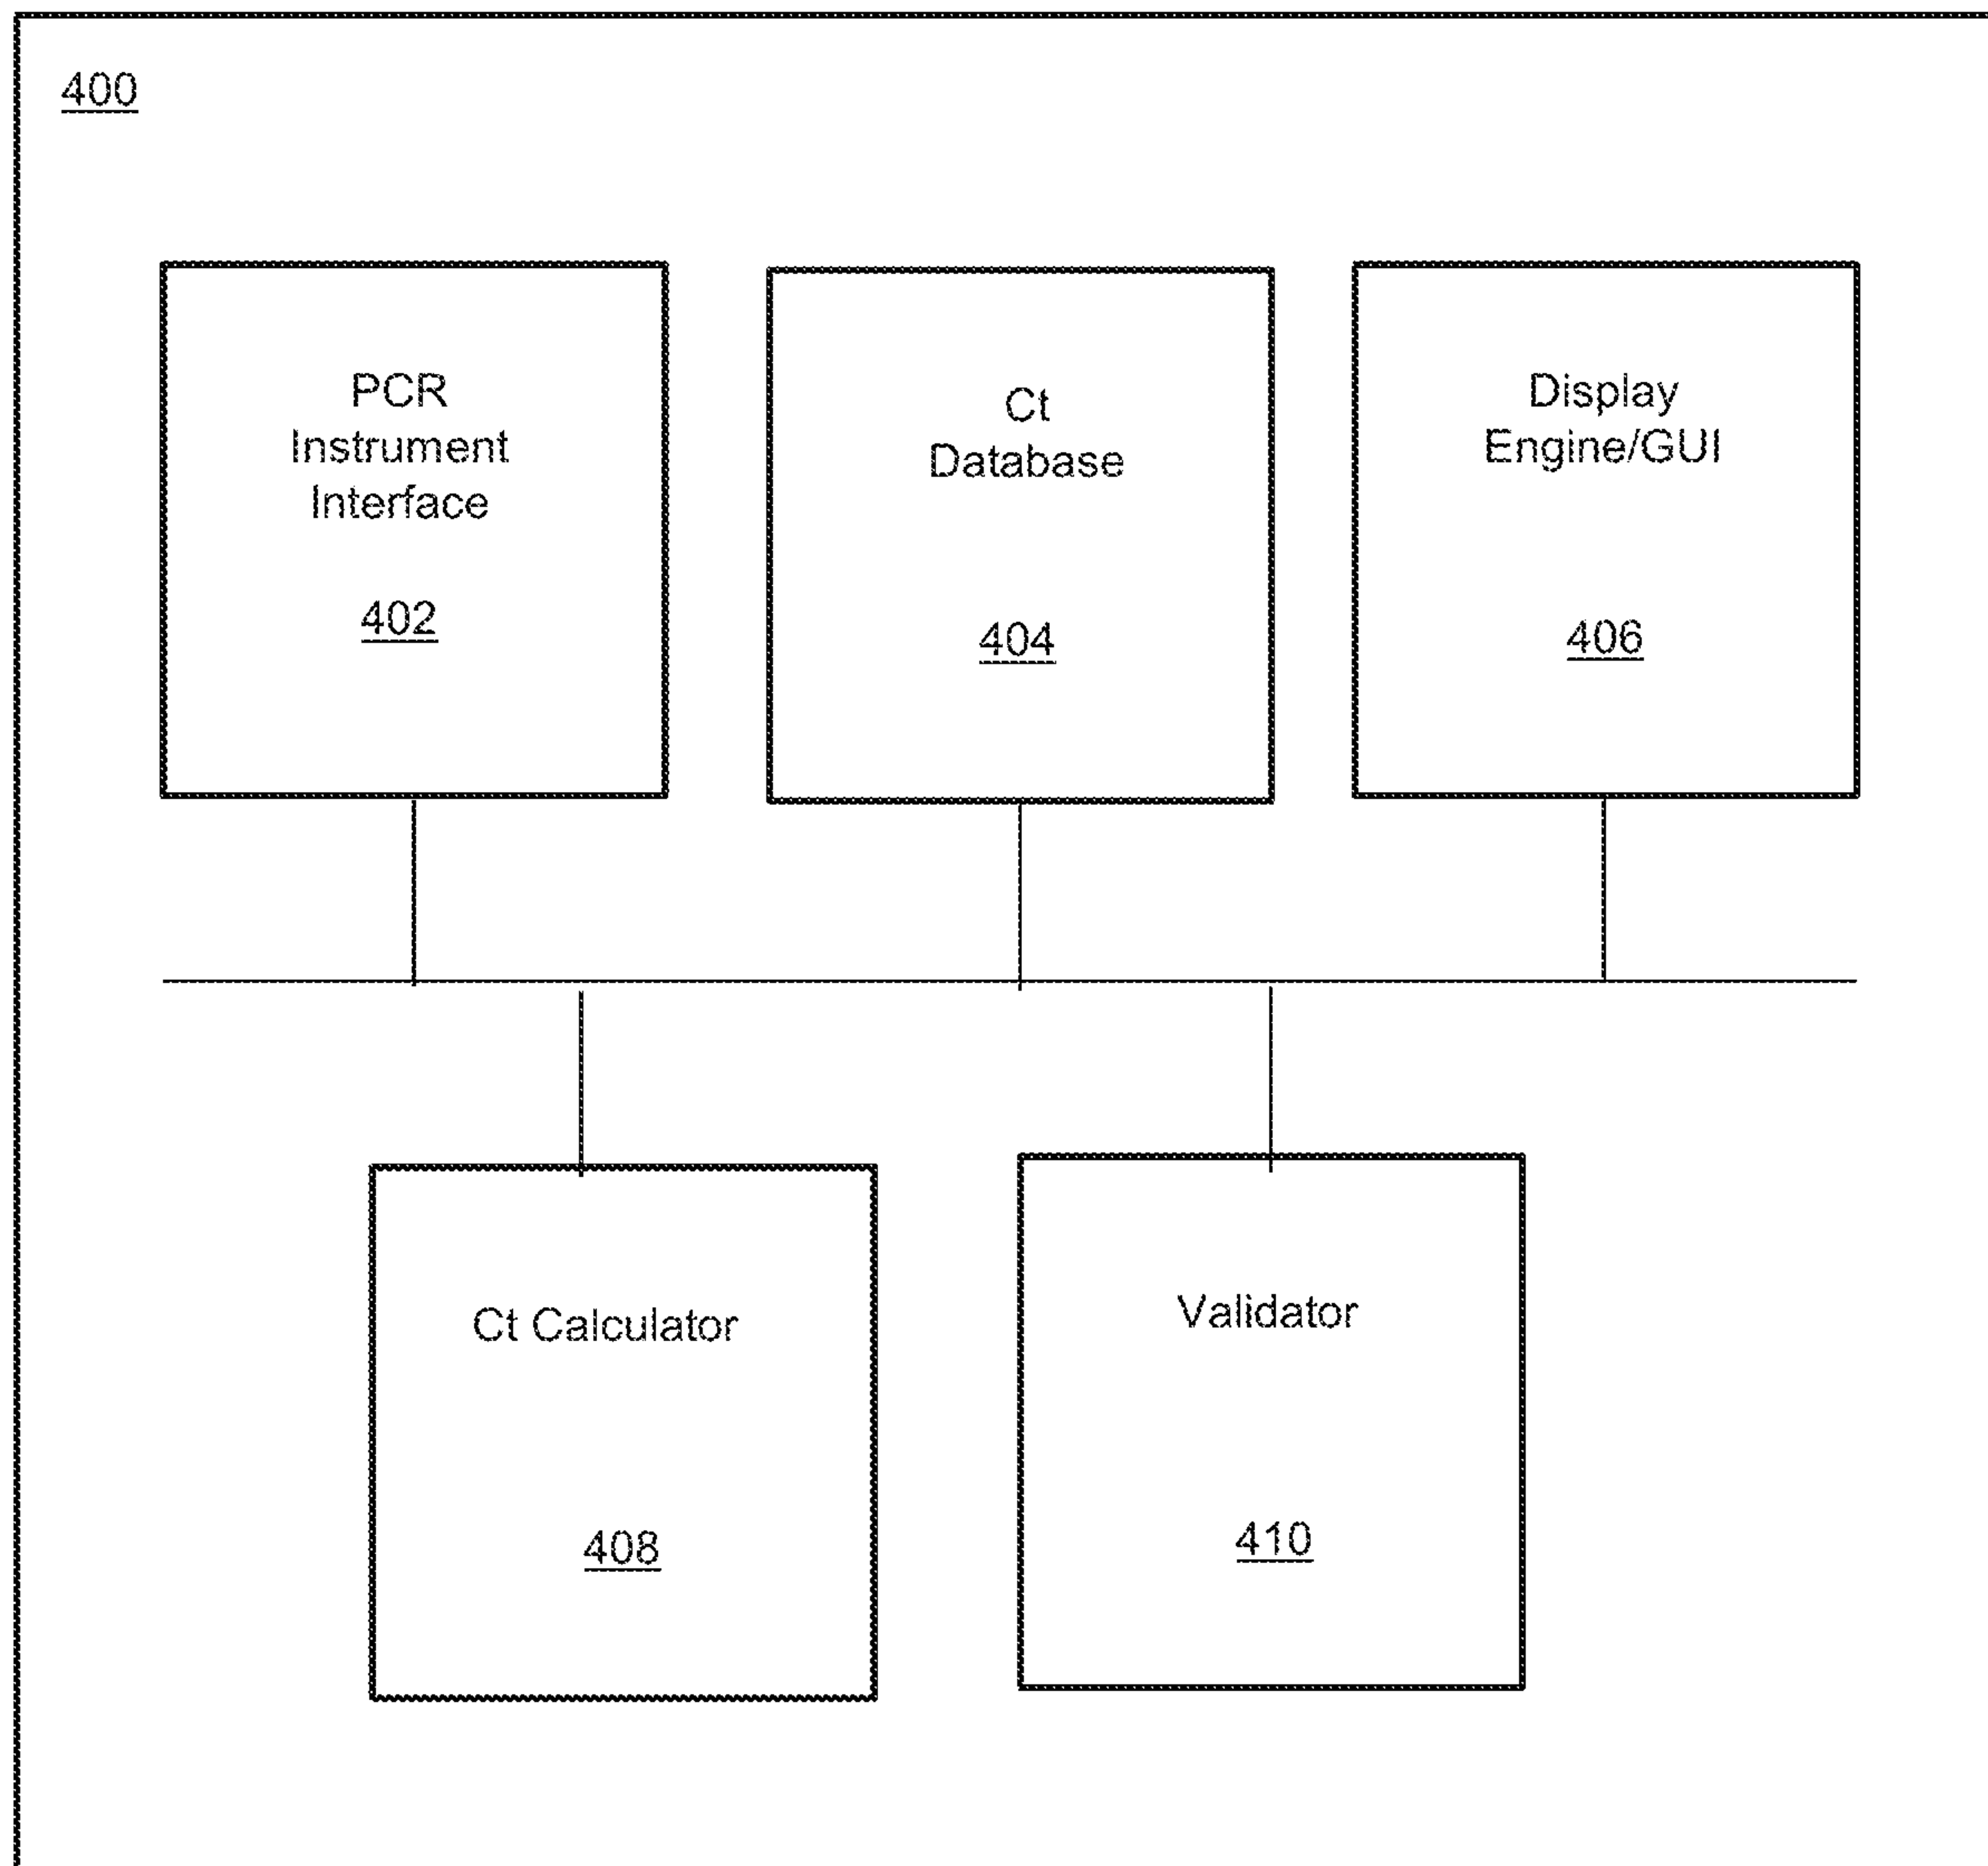 400
PCR
Instrument
Interface
402
Ct
Database
404
Display
Engine/GUI
406
Ct Calculator
408
Validator
410